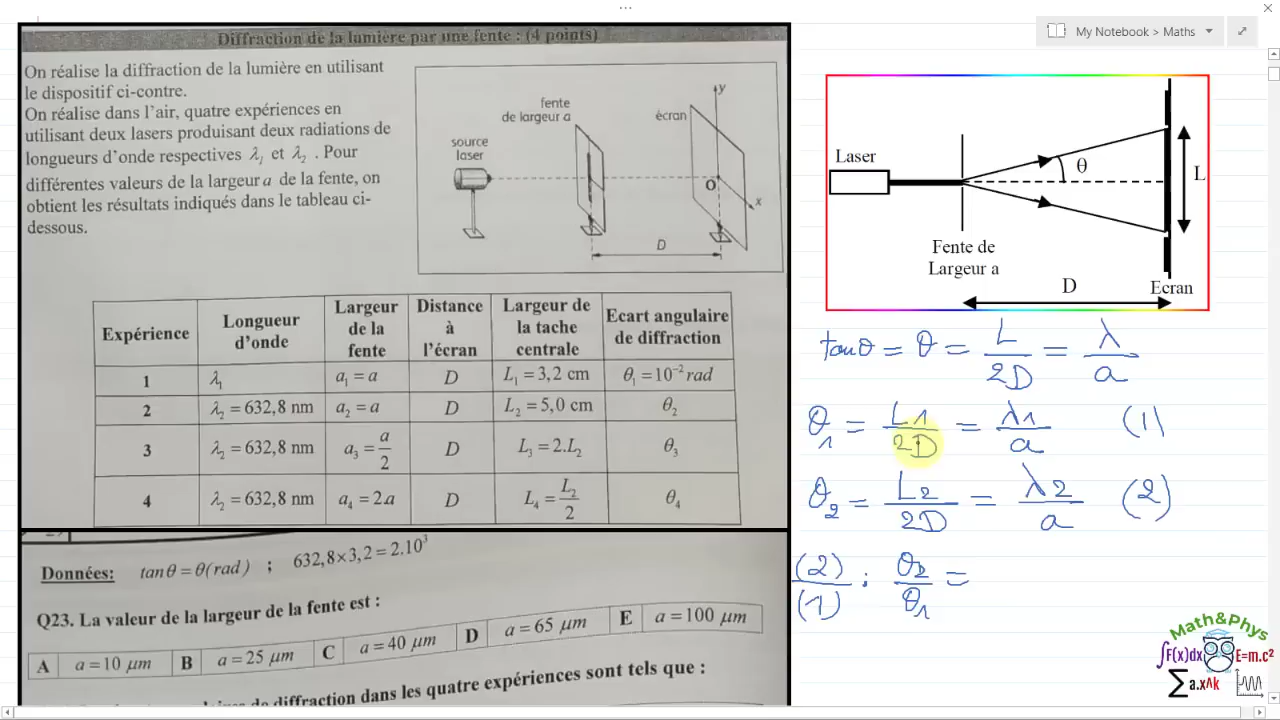 My Notebook > Maths
Diffraction de la lumière par une fente : (4 points)
On réalise la diffraction de la lumière en utilisant
le dispositif ci-contre.
On réalise dans l'air, quatre expériences en
utilisant deux lasers produisant deux radiations de
longueurs d'onde respectives λ₁ et λ₂ . Pour
différentes valeurs de la largeur a de la fente, on
obtient les résultats indiqués dans le tableau ci-
dessous.
fente
de largeur a
écran
y
source
laser
O
x
D
Expérience
Longueur
d'onde
Largeur
de la
fente
Distance
à
l'écran
Largeur de
la tache
centrale
Ecart angulaire
de diffraction
1 λ₁ a₁ = a D L₁ = 3,2 cm θ₁ = 10⁻² rad
2 λ₂ = 632,8 nm a₂ = a D L₂ = 5,0 cm θ₂
3 λ₂ = 632,8 nm a₃ = a/2 D L₃ = 2.L₂ θ₃
4 λ₂ = 632,8 nm a₄ = 2.a D L₄ = L₂/2 θ₄
Données: tan θ = θ(rad) ; 632,8×3,2 = 2.10³
Q23. La valeur de la largeur de la fente est :
A a = 10 μm B a = 25 μm C a = 40 μm D a = 65 μm E a = 100 μm
de diffraction dans les quatre expériences sont tels que :
Laser
θ
L
Fente de
Largeur a
D
Ecran
tanθ = θ = L/2D = λ/a
θ₁ = L1/2D = λ1/a (1)
θ₂ = L2/2D = λ2/a (2)
(2)/(1) : θ₂/θ₁ =
Math&Phys
∫F(x)dx E=m.c²
∑ a.x∧k